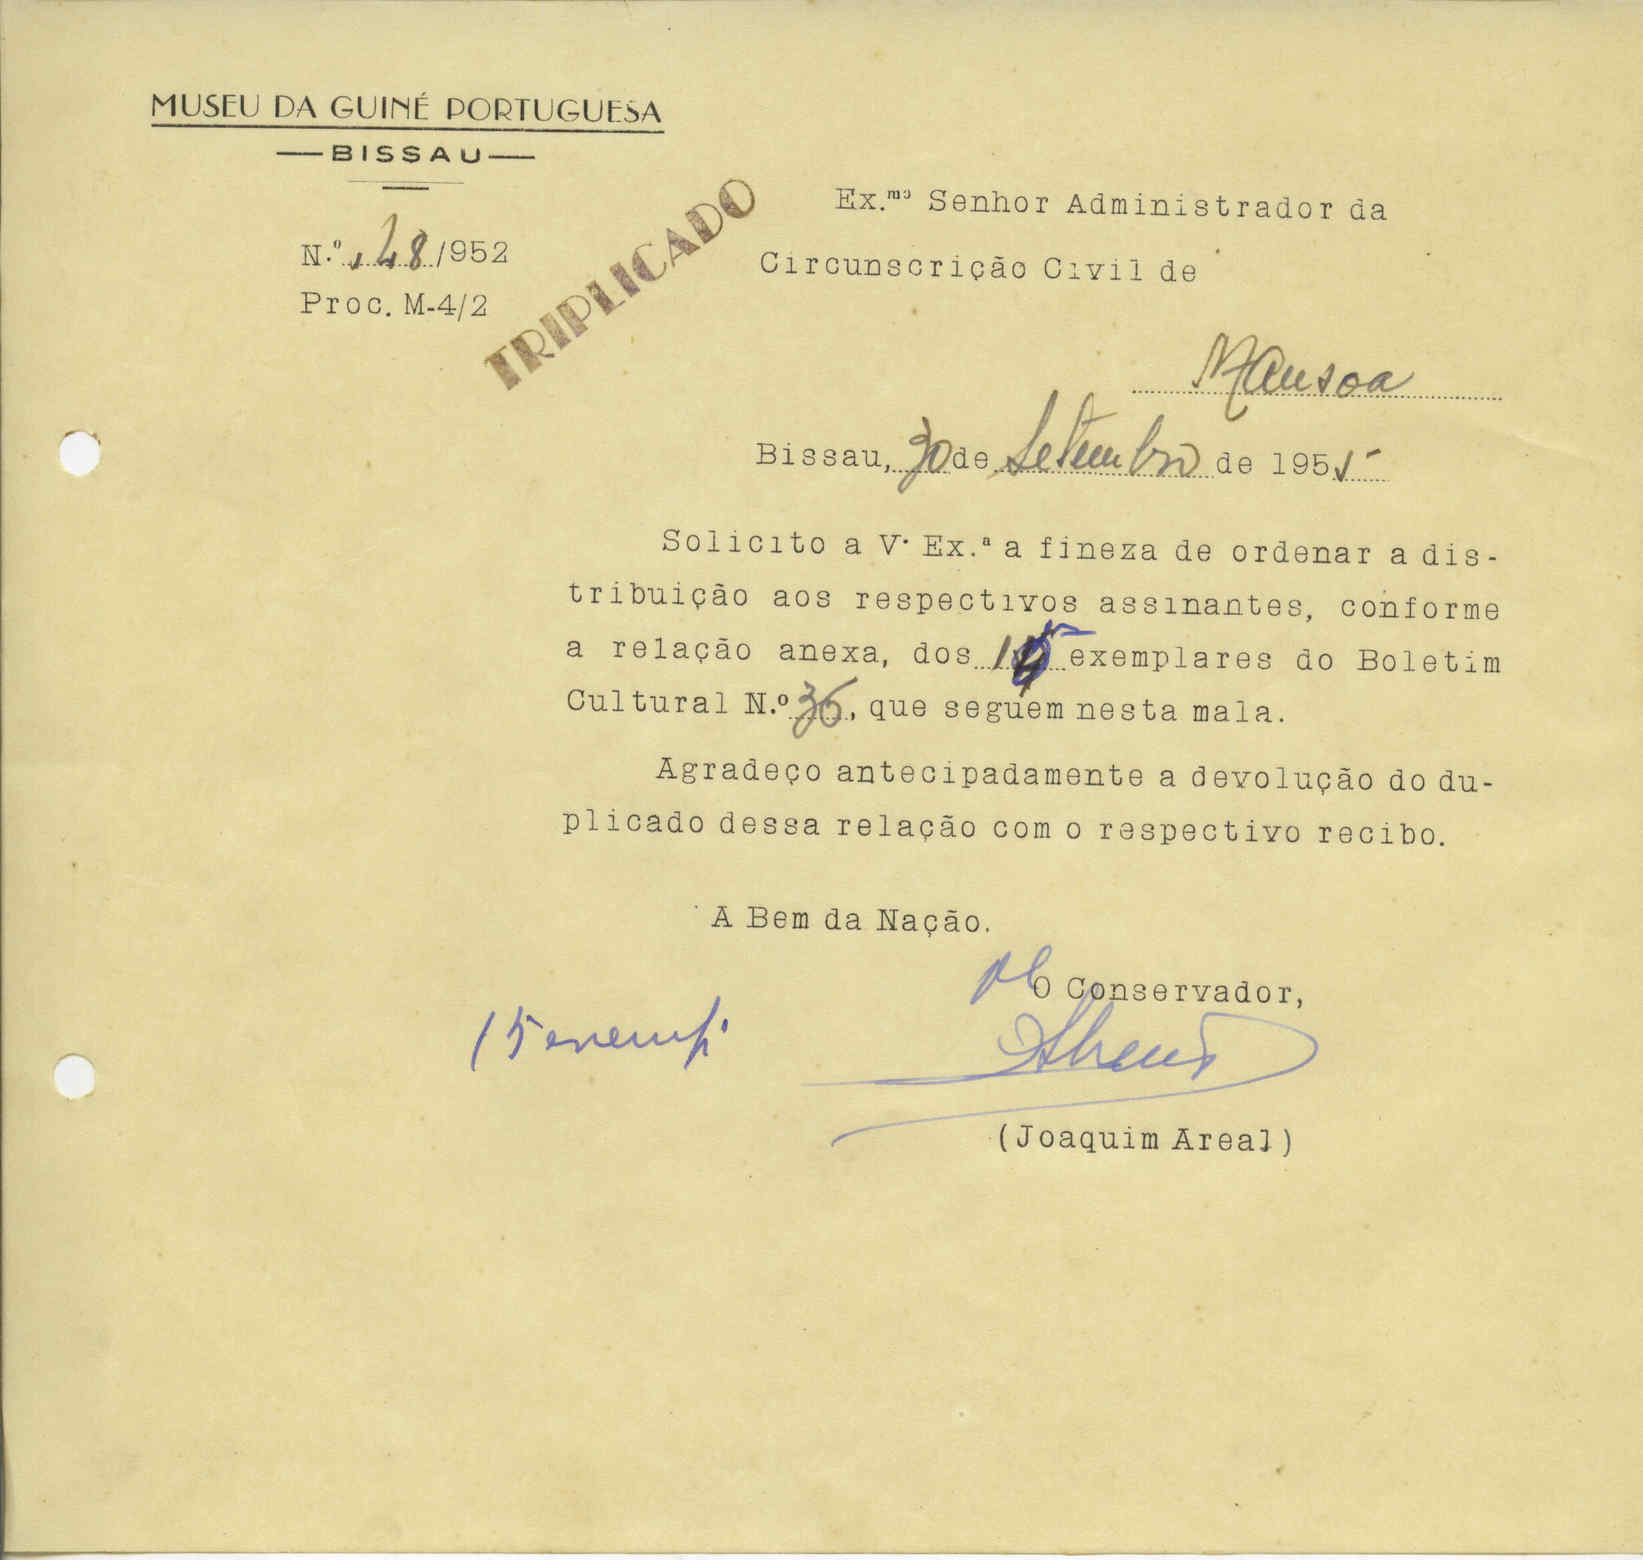 MUSEU DA GUINÉ PORTUGUESA
— BISSAU —
N.º 128/952
Proc. M-4/2
TRIPLICADO
Ex.mo Senhor Administrador da
Circunscrição Civil de
Mansoa
Bissau, 30 de Setembro de 1955
Solicito a V. Ex.ª a fineza de ordenar a dis-
tribuição aos respectivos assinantes, conforme
a relação anexa, dos 15 exemplares do Boletim
Cultural N.º 36, que seguem nesta mala.
Agradeço antecipadamente a devolução do du-
plicado dessa relação com o respectivo recibo.
A Bem da Nação.
O Conservador,
15 exemp.
(Joaquim Areal)